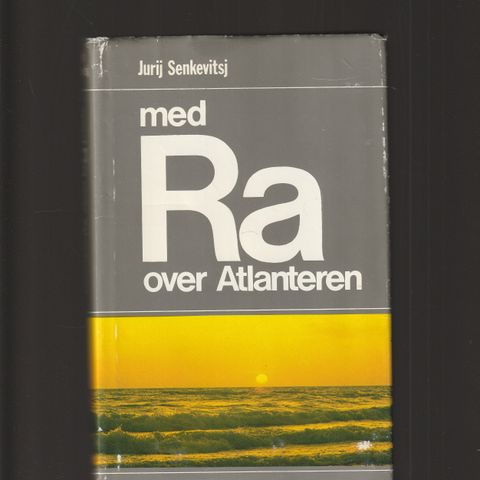 Jurij Senkevitsj
med
Ra
over Atlanteren